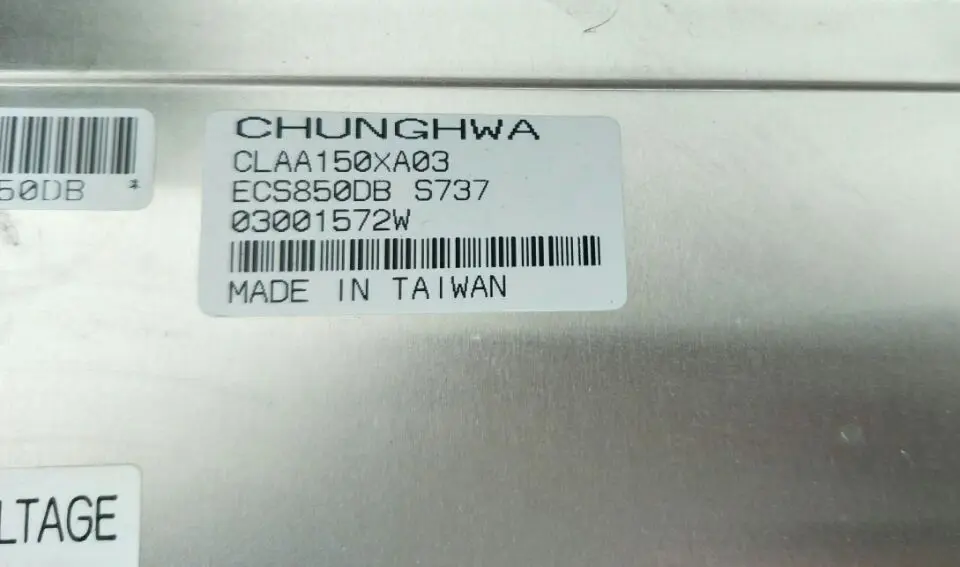 CHUNGHWA
CLAA150XA03
50DB *
ECS850DB S737
03001572W
MADE IN TAIWAN
LTAGE